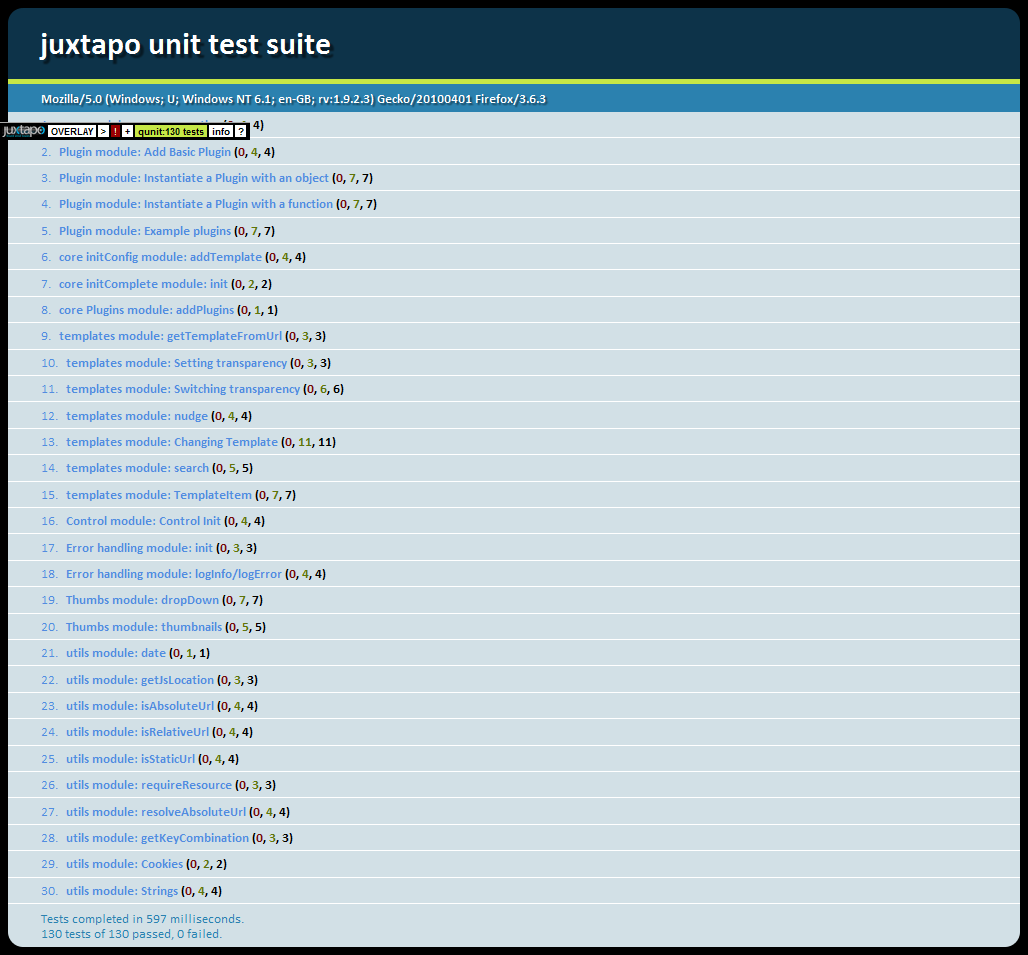 juxtapo unit test suite
Mozilla/5.0 (Windows; U; Windows NT 6.1; en-GB; rv:1.9.2.3) Gecko/20100401 Firefox/3.6.3
4)
juxtapo OVERLAY > ! + qunit:130 tests info ?
2. Plugin module: Add Basic Plugin (0, 4, 4)
3. Plugin module: Instantiate a Plugin with an object (0, 7, 7)
4. Plugin module: Instantiate a Plugin with a function (0, 7, 7)
5. Plugin module: Example plugins (0, 7, 7)
6. core initConfig module: addTemplate (0, 4, 4)
7. core initComplete module: init (0, 2, 2)
8. core Plugins module: addPlugins (0, 1, 1)
9. templates module: getTemplateFromUrl (0, 3, 3)
10. templates module: Setting transparency (0, 3, 3)
11. templates module: Switching transparency (0, 6, 6)
12. templates module: nudge (0, 4, 4)
13. templates module: Changing Template (0, 11, 11)
14. templates module: search (0, 5, 5)
15. templates module: TemplateItem (0, 7, 7)
16. Control module: Control Init (0, 4, 4)
17. Error handling module: init (0, 3, 3)
18. Error handling module: logInfo/logError (0, 4, 4)
19. Thumbs module: dropDown (0, 7, 7)
20. Thumbs module: thumbnails (0, 5, 5)
21. utils module: date (0, 1, 1)
22. utils module: getJsLocation (0, 3, 3)
23. utils module: isAbsoluteUrl (0, 4, 4)
24. utils module: isRelativeUrl (0, 4, 4)
25. utils module: isStaticUrl (0, 4, 4)
26. utils module: requireResource (0, 3, 3)
27. utils module: resolveAbsoluteUrl (0, 4, 4)
28. utils module: getKeyCombination (0, 3, 3)
29. utils module: Cookies (0, 2, 2)
30. utils module: Strings (0, 4, 4)
Tests completed in 597 milliseconds.
130 tests of 130 passed, 0 failed.